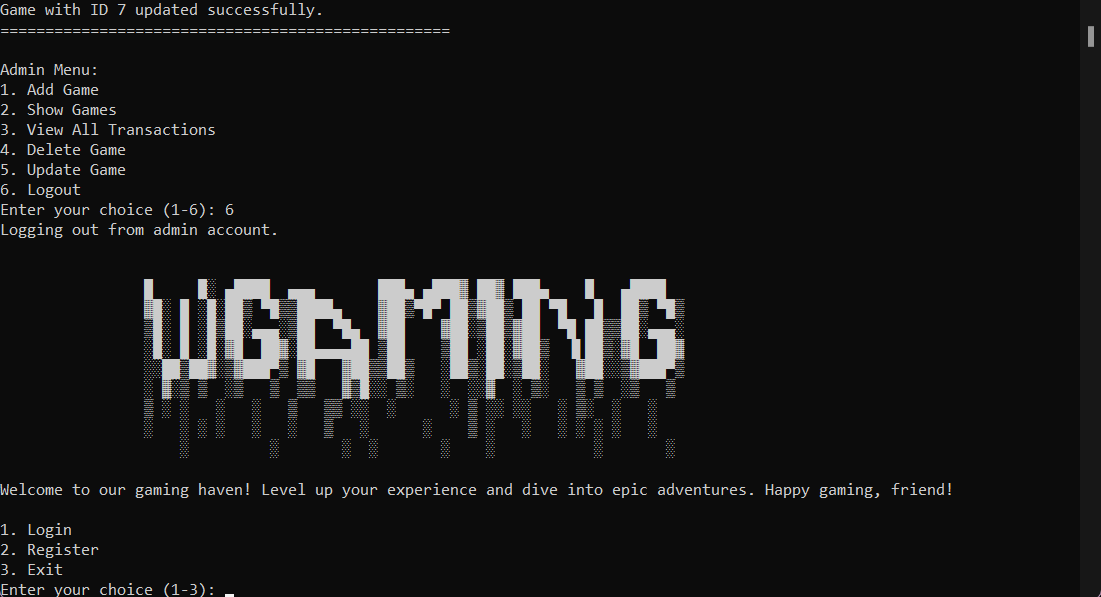 Game with ID 7 updated successfully.
==================================================
Admin Menu:
1. Add Game
2. Show Games
3. View All Transactions
4. Delete Game
5. Update Game
6. Logout
Enter your choice (1-6): 6
Logging out from admin account.
Welcome to our gaming haven! Level up your experience and dive into epic adventures. Happy gaming, friend!
1. Login
2. Register
3. Exit
Enter your choice (1-3):